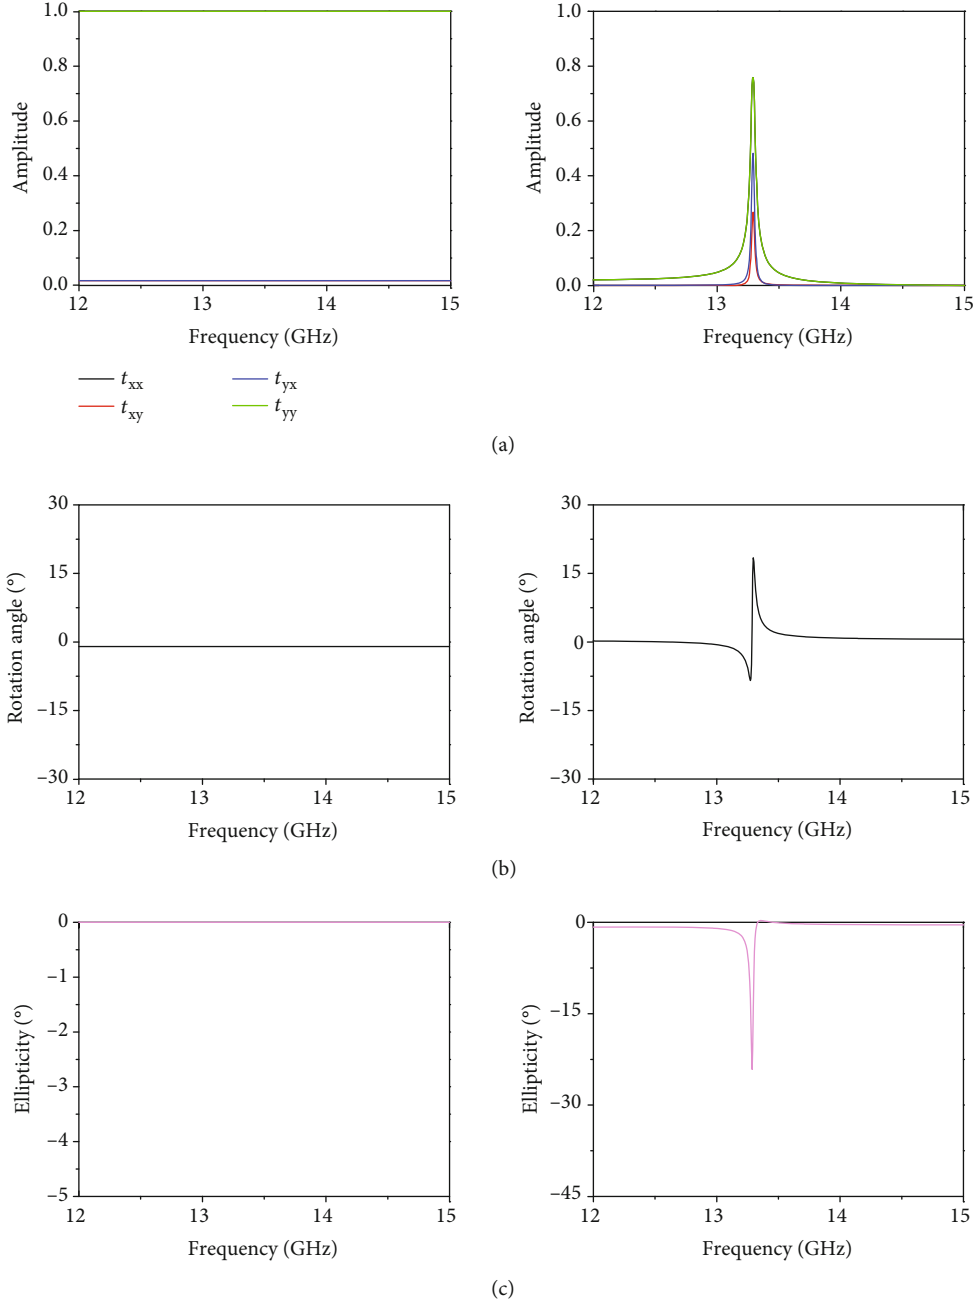 1.0
0.8
0.6
0.4
0.2
0.0
Amplitude
12 13 14 15
Frequency (GHz)
1.0
0.8
0.6
0.4
0.2
0.0
Amplitude
12 13 14 15
Frequency (GHz)
txx
tyx
txy
tyy
(a)
30
15
0
−15
−30
Rotation angle (°)
12 13 14 15
Frequency (GHz)
30
15
0
−15
−30
Rotation angle (°)
12 13 14 15
Frequency (GHz)
(b)
0
−1
−2
−3
−4
−5
Ellipticity (°)
12 13 14 15
Frequency (GHz)
0
−15
−30
−45
Ellipticity (°)
12 13 14 15
Frequency (GHz)
(c)